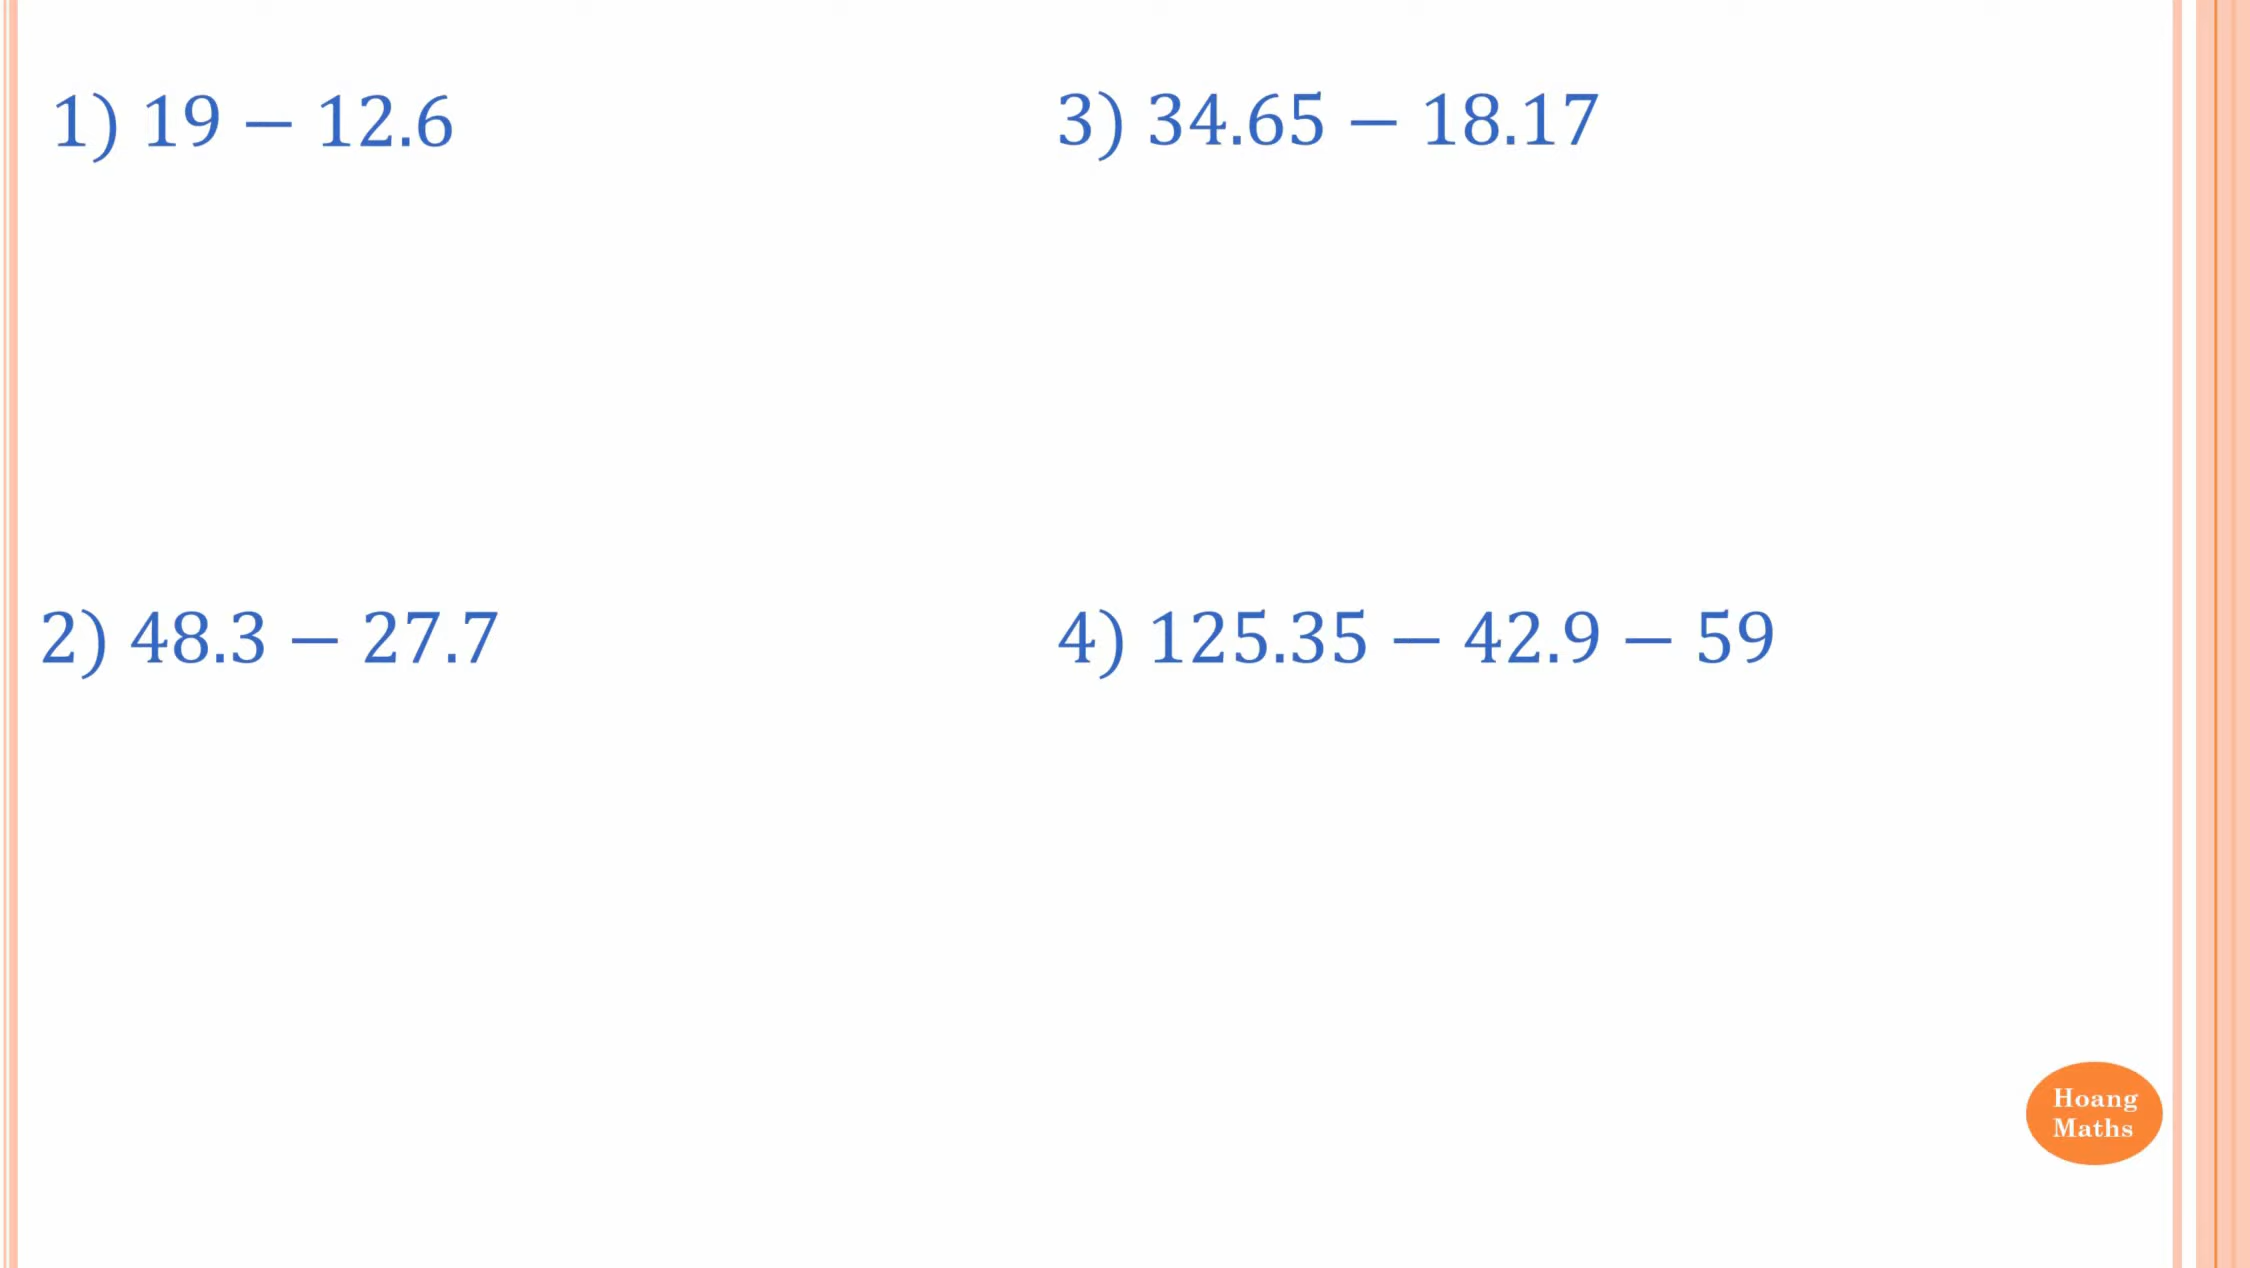 1) 19 − 12.6
2) 48.3 − 27.7
3) 34.65 − 18.17
4) 125.35 − 42.9 − 59
Hoang
Maths